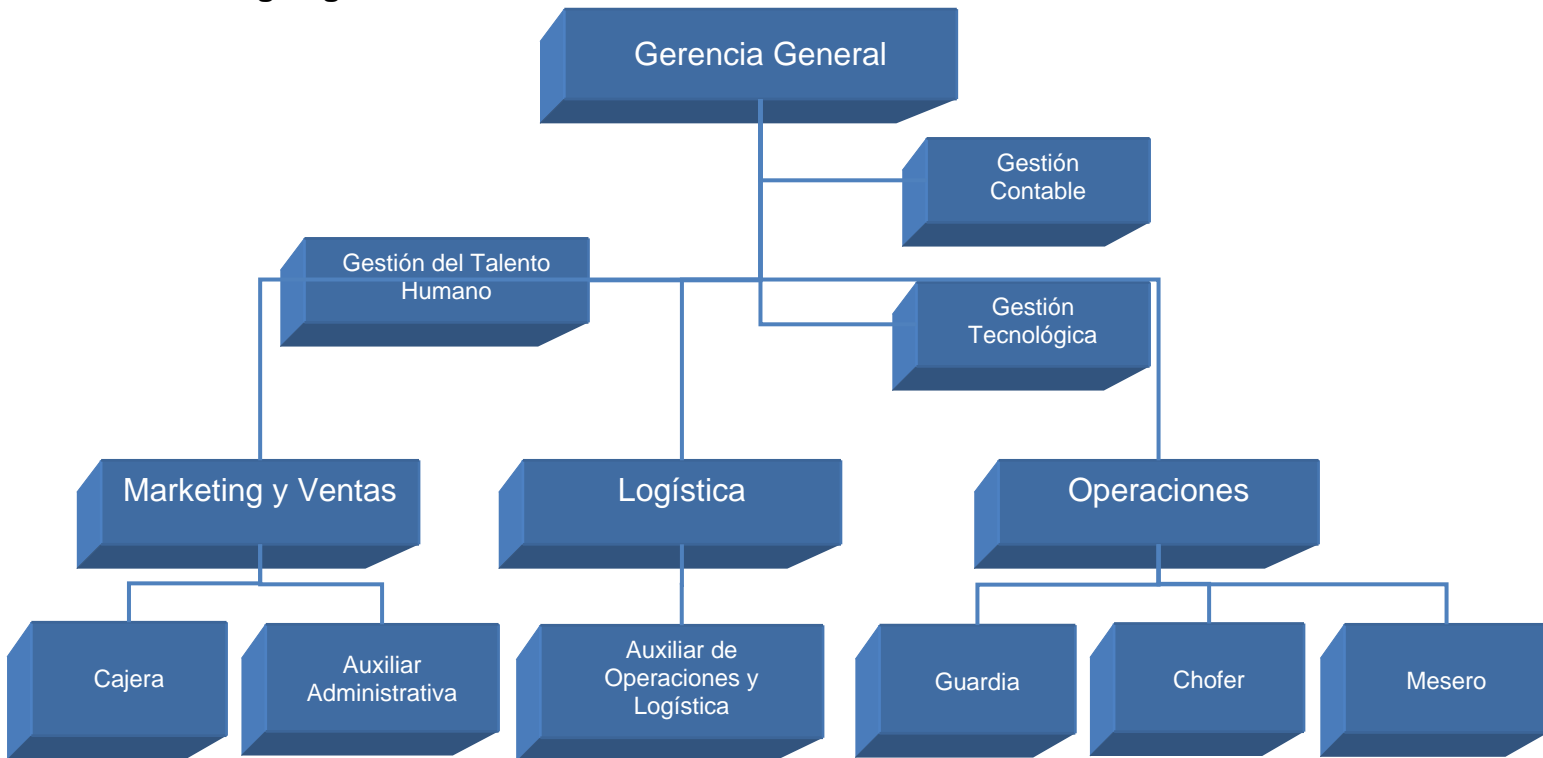 Gerencia General
Gestión
Contable
Gestión del Talento
Humano
Gestión
Tecnológica
Marketing y Ventas
Logística
Operaciones
Cajera
Auxiliar
Administrativa
Auxiliar de
Operaciones y
Logística
Guardia
Chofer
Mesero